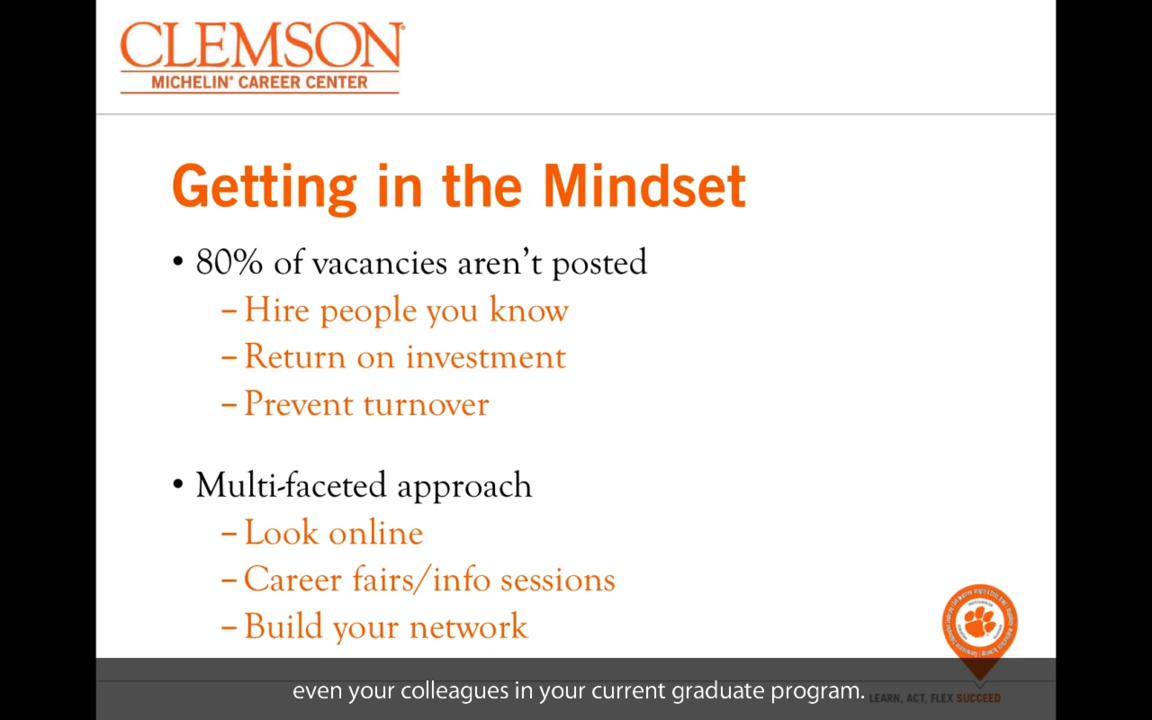 CLEMSON®
MICHELIN® CAREER CENTER
Getting in the Mindset
• 80% of vacancies aren’t posted
– Hire people you know
– Return on investment
– Prevent turnover
• Multi-faceted approach
– Look online
– Career fairs/info sessions
– Build your network
even your colleagues in your current graduate program.
LEARN, ACT, FLEX SUCCEED